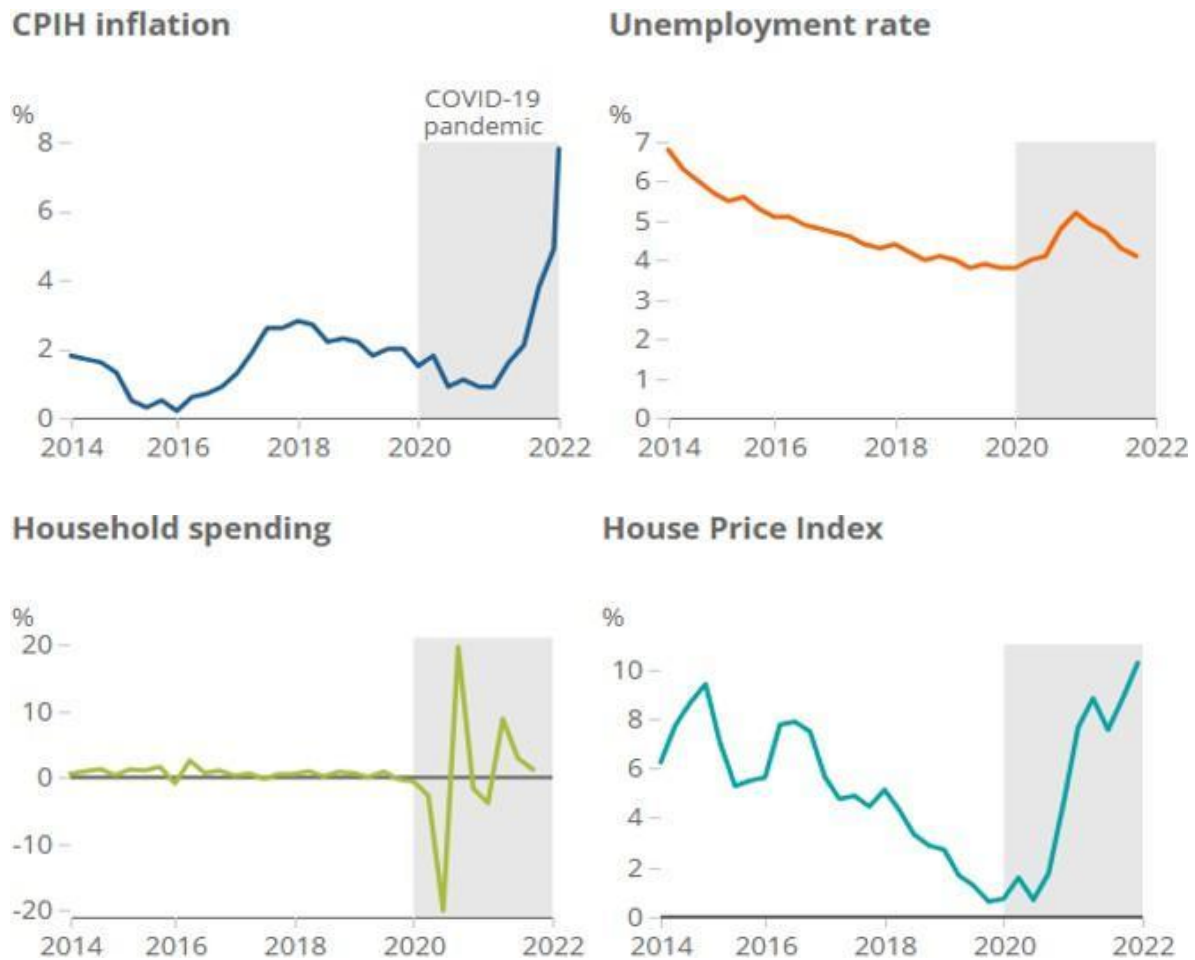 CPIH inflation
%
COVID-19
pandemic
8
6
4
2
0
2014 2016 2018 2020 2022
Unemployment rate
%
7
6
5
4
3
2
1
0
2014 2016 2018 2020 2022
Household spending
%
20
10
0
-10
-20
2014 2016 2018 2020 2022
House Price Index
%
10
8
6
4
2
0
2014 2016 2018 2020 2022